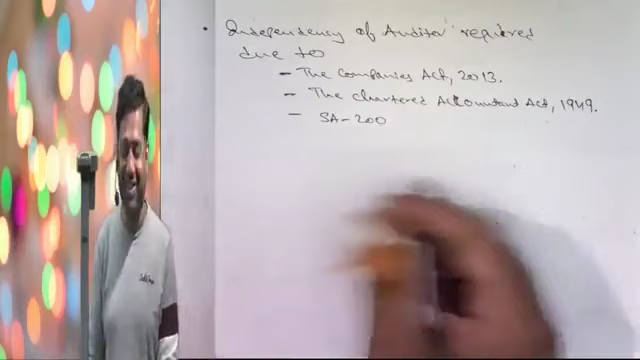 • Independency of Auditor required
due to
- The Companies Act, 2013.
- The Chartered Accountant Act, 1949.
- SA-200